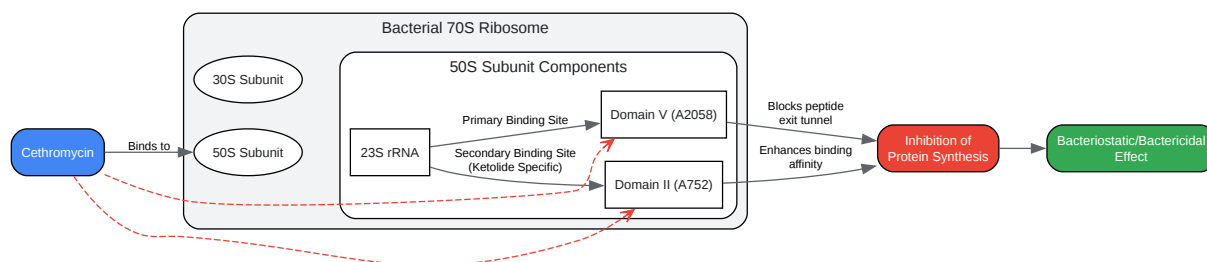 Bacterial 70S Ribosome
50S Subunit Components
30S Subunit
Cethromycin
Binds to
50S Subunit
23S rRNA
Primary Binding Site
Secondary Binding Site
(Ketolide Specific)
Domain V (A2058)
Domain II (A752)
Blocks peptide
exit tunnel
Enhances binding
affinity
Inhibition of
Protein Synthesis
Bacteriostatic/Bactericidal
Effect